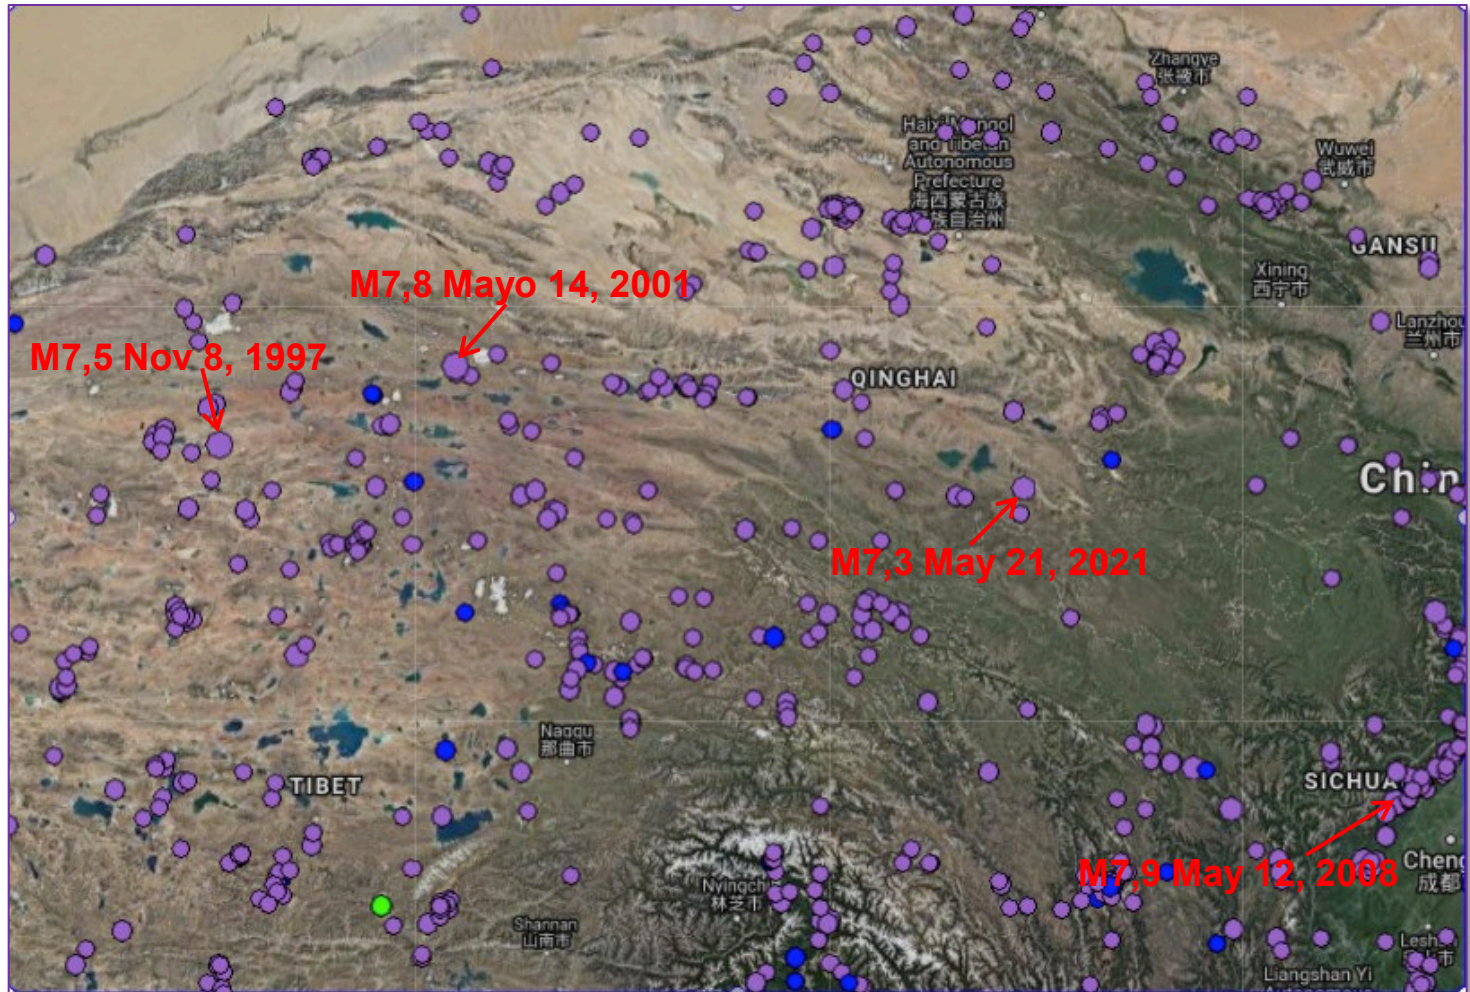 Zhangye
张掖市
Haixi Mongol
and Tibetan
Autonomous
Prefecture
海西蒙古族
族自治州
Wuwei
武威市
GANSU
Xining
西宁市
Lanzhou
兰州市
M7,8 Mayo 14, 2001
M7,5 Nov 8, 1997
QINGHAI
Chin
M7,3 May 21, 2021
Nagqu
那曲市
TIBET
SICHUA
M7,9 May 12, 2008
Cheng
成都
Nyingch
林芝市
Shannan
山南市
Lesh
市
Liangshan Yi